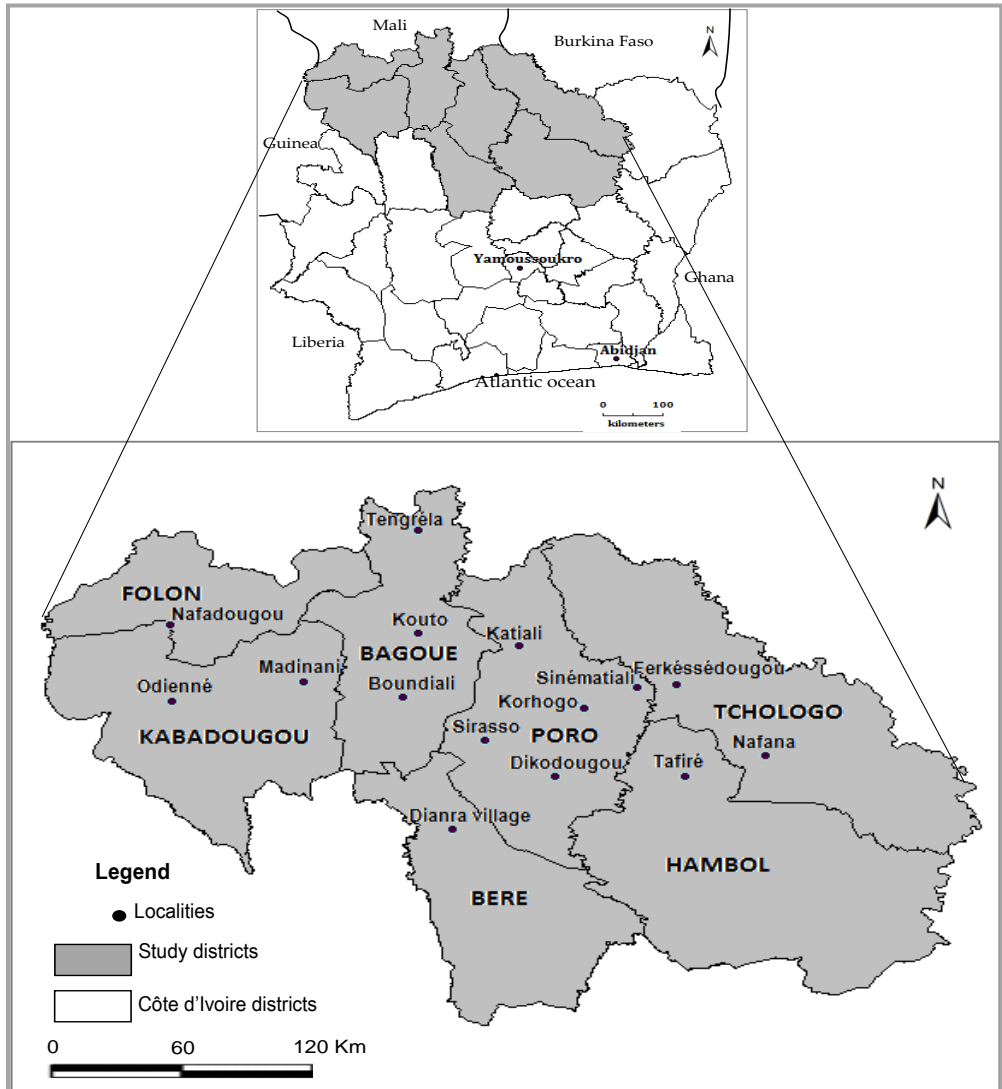 Mali
Burkina Faso
N
Guinea
Yamoussoukro
Ghana
Liberia
Abidjan
Atlantic ocean
0 100
kilometers
N
Tengréla
FOLON
Nafadougou
Kouto
Katiali
BAGOUE
Madinani
Sinématiali
Ferkéssédougou
Odienné
Boundiali
Korhogo
TCHOLOGO
KABADOUGOU
Sirasso
PORO
Nafana
Dikodougou
Tafiré
Dianra village
HAMBOL
Legend
BERE
Localities
Study districts
Côte d'Ivoire districts
0 60 120 Km